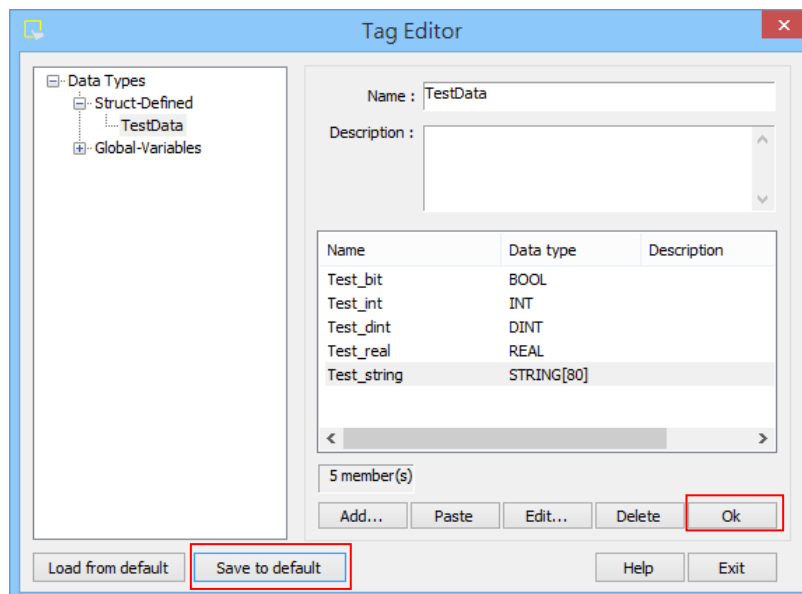 Tag Editor
Data Types
Struct-Defined
TestData
Global-Variables
Name : TestData
Description :
Name Data type Description
Test_bit BOOL
Test_int INT
Test_dint DINT
Test_real REAL
Test_string STRING[80]
5 member(s)
Add... Paste Edit... Delete Ok
Load from default Save to default Help Exit